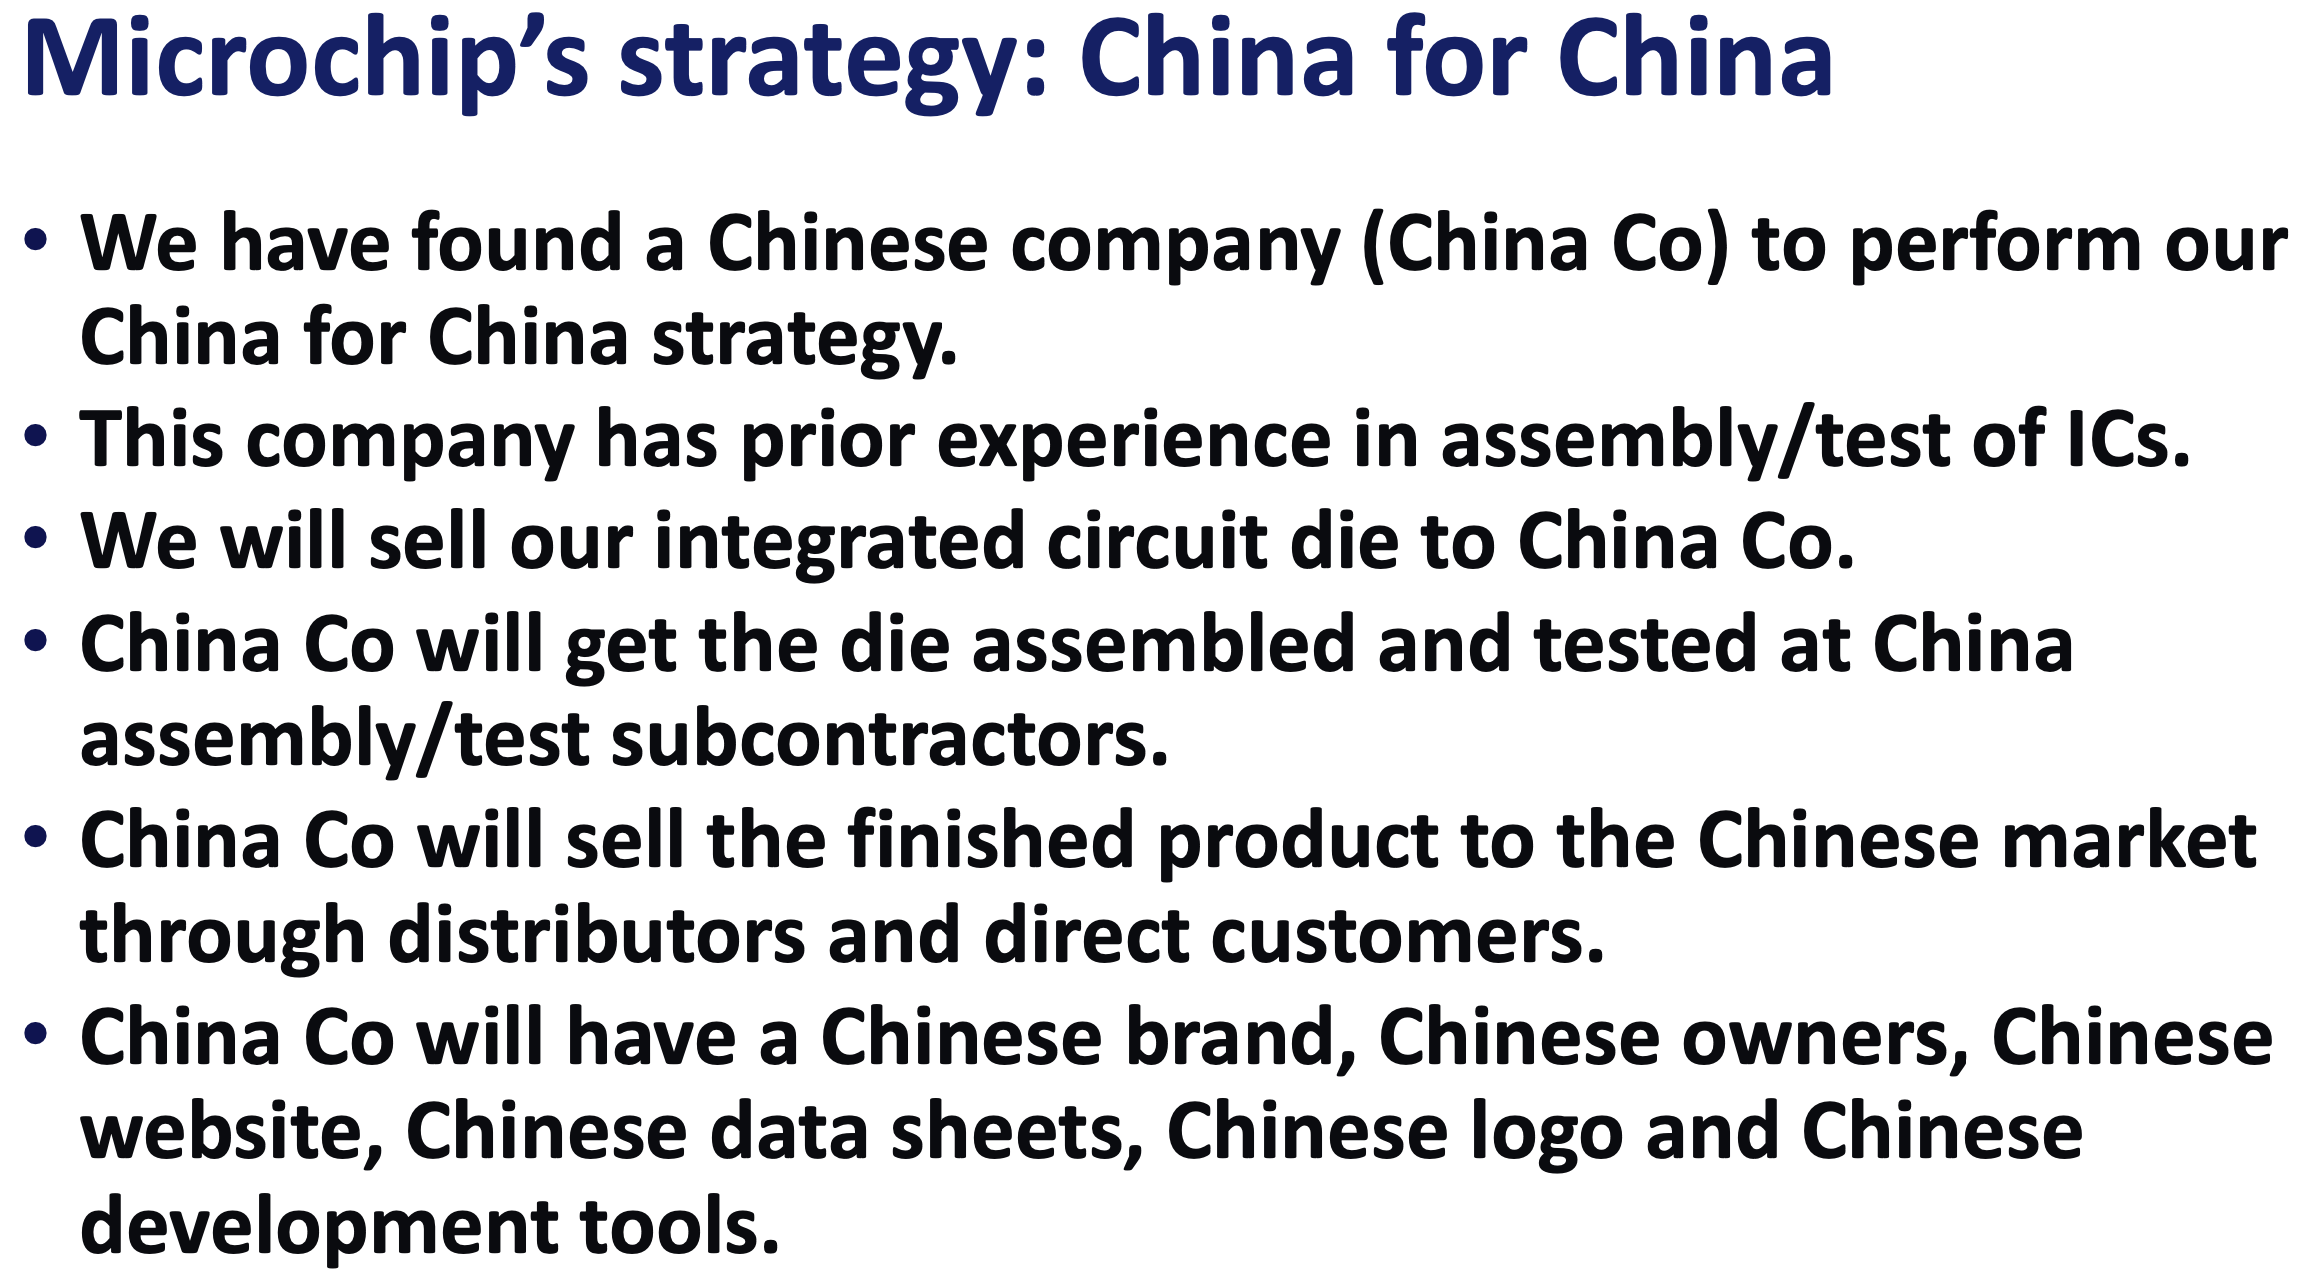 Microchip’s strategy: China for China
• We have found a Chinese company (China Co) to perform our
China for China strategy.
• This company has prior experience in assembly/test of ICs.
• We will sell our integrated circuit die to China Co.
• China Co will get the die assembled and tested at China
assembly/test subcontractors.
• China Co will sell the finished product to the Chinese market
through distributors and direct customers.
• China Co will have a Chinese brand, Chinese owners, Chinese
website, Chinese data sheets, Chinese logo and Chinese
development tools.